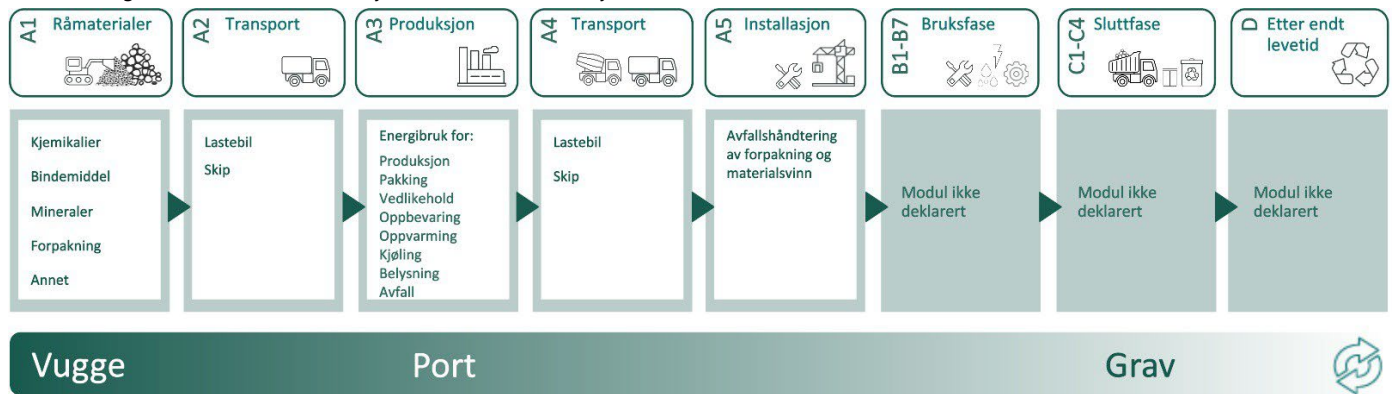 A1 Råmaterialer
A2 Transport
A3 Produksjon
A4 Transport
A5 Installasjon
B1-B7 Bruksfase
C1-C4 Sluttfase
D Etter endt
levetid
Kjemikalier
Bindemiddel
Mineraler
Forpakning
Annet
Lastebil
Skip
Energibruk for:
Produksjon
Pakking
Vedlikehold
Oppbevaring
Oppvarming
Kjøling
Belysning
Avfall
Lastebil
Skip
Avfallshåndtering
av forpakning og
materialsvinn
Modul ikke
deklarert
Modul ikke
deklarert
Modul ikke
deklarert
Vugge
Port
Grav